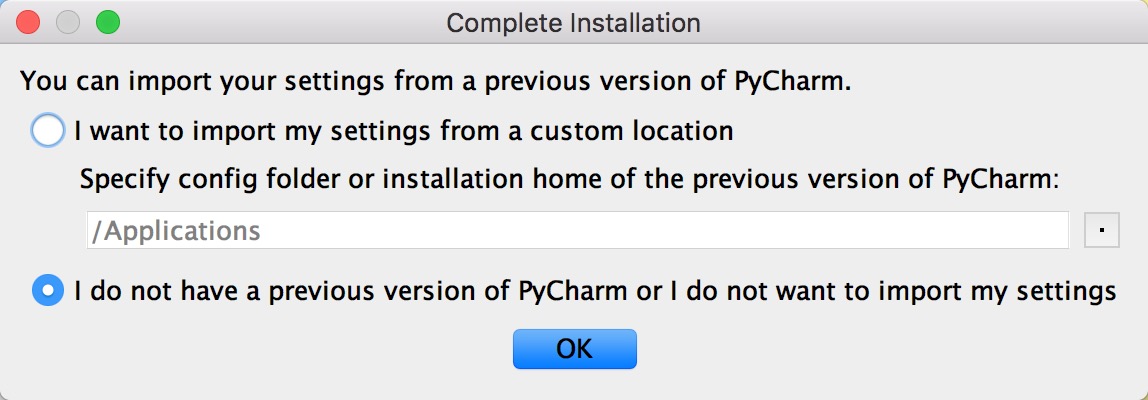 Complete Installation
You can import your settings from a previous version of PyCharm.
I want to import my settings from a custom location
Specify config folder or installation home of the previous version of PyCharm:
/Applications
I do not have a previous version of PyCharm or I do not want to import my settings
OK